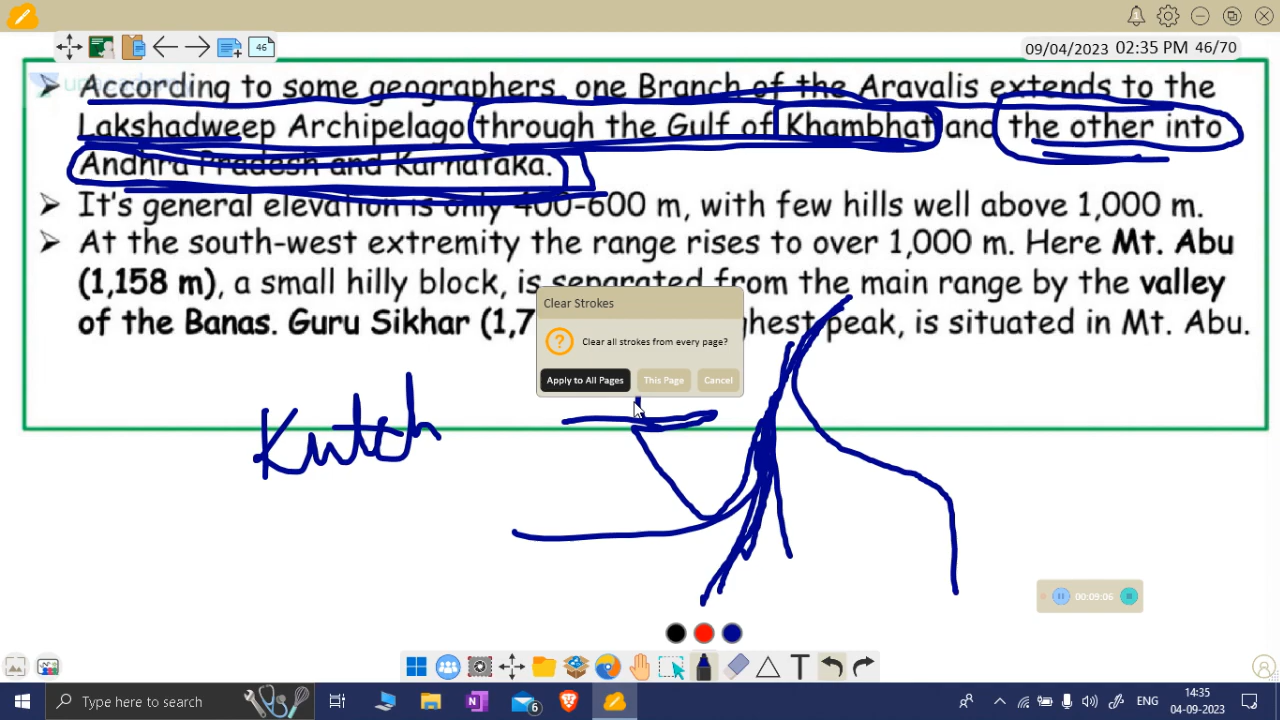 46
09/04/2023 02:35 PM 46/70
➢ According to some geographers, one Branch of the Aravalis extends to the
Lakshadweep Archipelago through the Gulf of Khambhat and the other into
Andhra Pradesh and Karnataka.
➢ It's general elevation is only 400-600 m, with few hills well above 1,000 m.
➢ At the south-west extremity the range rises to over 1,000 m. Here Mt. Abu
(1,158 m), a small hilly block, is separated from the main range by the valley
of the Banas. Guru Sikhar (1,7 ghest peak, is situated in Mt. Abu.
Clear Strokes
Clear all strokes from every page?
Apply to All Pages This Page Cancel
Kutch
00:09:06
Type here to search
6
ENG
14:35
04-09-2023